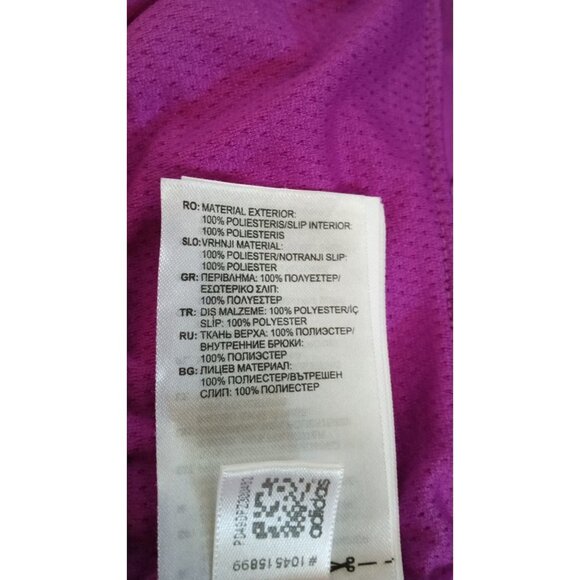 RO: MATERIAL EXTERIOR:
100% POLIESTERIS/SLIP INTERIOR:
100% POLIESTERIS
SLO: VRHNJI MATERIAL:
100% POLIESTER/NOTRANJI SLIP:
100% POLIESTER
GR: ΠΕΡΙΒΛΗΜΑ: 100% ΠΟΛΥΕΣΤΕΡ/
ΕΣΩΤΕΡΙΚΟ ΣΛΙΠ:
100% ΠΟΛΥΕΣΤΕΡ
TR: DIŞ MALZEME: 100% POLYESTER/İÇ
SLİP: 100% POLYESTER
RU: ТКАНЬ ВЕРХА: 100% ПОЛИЭСТЕР/
ВНУТРЕННИЕ БРЮКИ:
100% ПОЛИЭСТЕР
BG: ЛИЦЕВ МАТЕРИАЛ:
100% ПОЛИЕСТЕР/ВЪТРЕШЕН
СЛИП: 100% ПОЛИЕСТЕР
adidas
#104515899